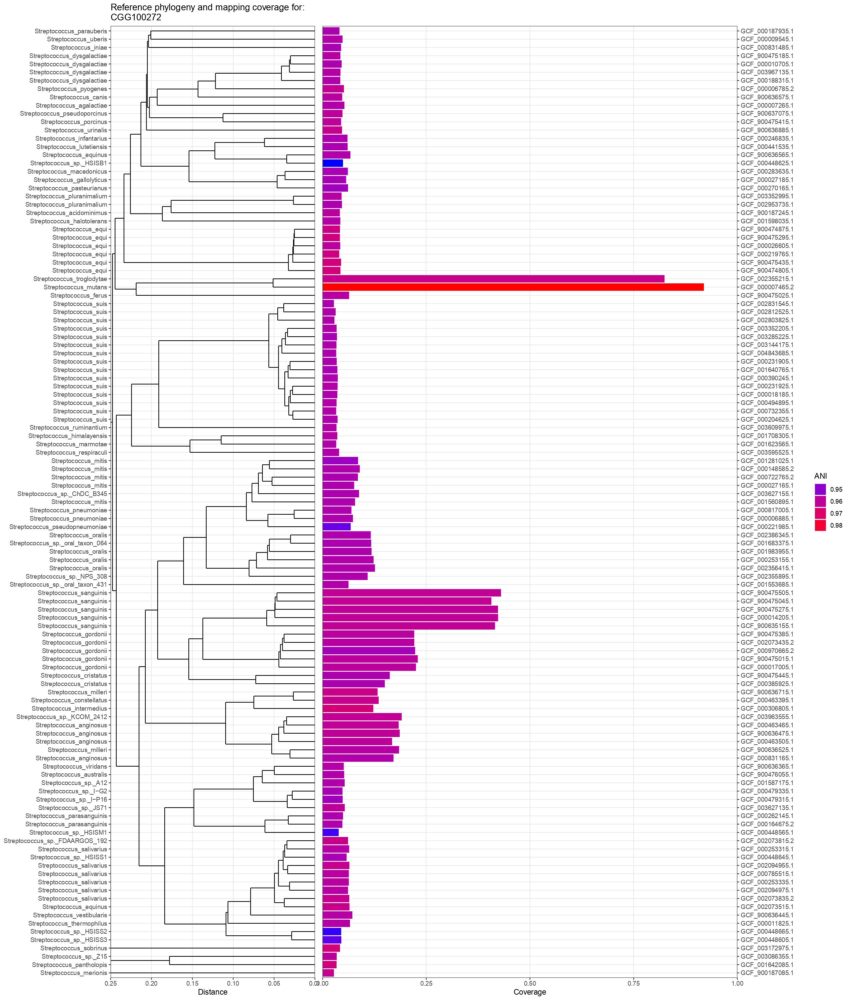 Reference phylogeny and mapping coverage for:
CGG100272
Streptococcus_parauberis GCF_000187935.1
Streptococcus_uberis GCF_000009545.1
Streptococcus_iniae GCF_000831485.1
Streptococcus_dysgalactiae GCF_900475185.1
Streptococcus_dysgalactiae GCF_000010705.1
Streptococcus_dysgalactiae GCF_003967135.1
Streptococcus_dysgalactiae GCF_000188315.1
Streptococcus_pyogenes GCF_000006785.2
Streptococcus_canis GCF_900636575.1
Streptococcus_agalactiae GCF_000007265.1
Streptococcus_pseudoporcinus GCF_900637075.1
Streptococcus_porcinus GCF_900475415.1
Streptococcus_urinalis GCF_900636885.1
Streptococcus_infantarius GCF_000246835.1
Streptococcus_lutetiensis GCF_000441535.1
Streptococcus_equinus GCF_900636565.1
Streptococcus_sp._HSISB1 GCF_000448625.1
Streptococcus_macedonicus GCF_000283635.1
Streptococcus_gallolyticus GCF_000027185.1
Streptococcus_pasteurianus GCF_000270165.1
Streptococcus_pluranimalium GCF_003352995.1
Streptococcus_pluranimalium GCF_002953735.1
Streptococcus_acidominimus GCF_900187245.1
Streptococcus_halotolerans GCF_001598035.1
Streptococcus_equi GCF_900474875.1
Streptococcus_equi GCF_900475295.1
Streptococcus_equi GCF_000026605.1
Streptococcus_equi GCF_000219765.1
Streptococcus_equi GCF_900475435.1
Streptococcus_equi GCF_900474805.1
Streptococcus_troglodytae GCF_002355215.1
Streptococcus_mutans GCF_000007465.2
Streptococcus_ferus GCF_900475025.1
Streptococcus_suis GCF_002831545.1
Streptococcus_suis GCF_002812525.1
Streptococcus_suis GCF_002803825.1
Streptococcus_suis GCF_003352205.1
Streptococcus_suis GCF_003285225.1
Streptococcus_suis GCF_003144175.1
Streptococcus_suis GCF_004843685.1
Streptococcus_suis GCF_000231905.1
Streptococcus_suis GCF_001640765.1
Streptococcus_suis GCF_000390245.1
Streptococcus_suis GCF_000231925.1
Streptococcus_suis GCF_000018185.1
Streptococcus_suis GCF_000494895.1
Streptococcus_suis GCF_000732355.1
Streptococcus_suis GCF_000204625.1
Streptococcus_ruminantium GCF_003609975.1
Streptococcus_himalayensis GCF_001708305.1
Streptococcus_marmotae GCF_001623565.1
Streptococcus_respiraculi GCF_003595525.1
Streptococcus_mitis GCF_001281025.1
Streptococcus_mitis GCF_000148585.2
Streptococcus_mitis GCF_000722765.2
Streptococcus_mitis GCF_000027165.1
Streptococcus_sp._ChDC_B345 GCF_003627155.1
Streptococcus_mitis GCF_001560895.1
Streptococcus_pneumoniae GCF_000817005.1
Streptococcus_pneumoniae GCF_000006885.1
Streptococcus_pseudopneumoniae GCF_000221985.1
Streptococcus_oralis GCF_002386345.1
Streptococcus_sp._oral_taxon_064 GCF_001683375.1
Streptococcus_oralis GCF_001983955.1
Streptococcus_oralis GCF_000253155.1
Streptococcus_oralis GCF_002356415.1
Streptococcus_sp._NPS_308 GCF_002355895.1
Streptococcus_sp._oral_taxon_431 GCF_001553685.1
Streptococcus_sanguinis GCF_900475505.1
Streptococcus_sanguinis GCF_900475045.1
Streptococcus_sanguinis GCF_900475275.1
Streptococcus_sanguinis GCF_000014205.1
Streptococcus_sanguinis GCF_900635155.1
Streptococcus_gordonii GCF_900475385.1
Streptococcus_gordonii GCF_002073435.2
Streptococcus_gordonii GCF_000970665.2
Streptococcus_gordonii GCF_900475015.1
Streptococcus_gordonii GCF_000017005.1
Streptococcus_cristatus GCF_900475445.1
Streptococcus_cristatus GCF_000385925.1
Streptococcus_milleri GCF_900636715.1
Streptococcus_constellatus GCF_000463395.1
Streptococcus_intermedius GCF_000306805.1
Streptococcus_sp._KCOM_2412 GCF_003963555.1
Streptococcus_anginosus GCF_000463465.1
Streptococcus_anginosus GCF_900636475.1
Streptococcus_anginosus GCF_000463505.1
Streptococcus_milleri GCF_900636525.1
Streptococcus_anginosus GCF_000831165.1
Streptococcus_viridans GCF_900636365.1
Streptococcus_australis GCF_900476055.1
Streptococcus_sp._A12 GCF_001587175.1
Streptococcus_sp._I−G2 GCF_000479335.1
Streptococcus_sp._I−P16 GCF_000479315.1
Streptococcus_sp._JS71 GCF_003627135.1
Streptococcus_parasanguinis GCF_000262145.1
Streptococcus_parasanguinis GCF_000164675.2
Streptococcus_sp._HSISM1 GCF_000448565.1
Streptococcus_sp._FDAARGOS_192 GCF_002073815.2
Streptococcus_salivarius GCF_000253315.1
Streptococcus_sp._HSISS1 GCF_000448645.1
Streptococcus_salivarius GCF_002094955.1
Streptococcus_salivarius GCF_000785515.1
Streptococcus_salivarius GCF_000253335.1
Streptococcus_salivarius GCF_002094975.1
Streptococcus_salivarius GCF_002073835.2
Streptococcus_equinus GCF_002073515.1
Streptococcus_vestibularis GCF_900636445.1
Streptococcus_thermophilus GCF_000011825.1
Streptococcus_sp._HSISS2 GCF_000448665.1
Streptococcus_sp._HSISS3 GCF_000448605.1
Streptococcus_sobrinus GCF_003172975.1
Streptococcus_sp._Z15 GCF_003086355.1
Streptococcus_pantholopis GCF_001642085.1
Streptococcus_merionis GCF_900187085.1
0.25 0.20 0.15 0.10 0.05 0.00 0.00 0.25 0.50 0.75 1.00
Distance Coverage
ANI
0.95
0.96
0.97
0.98